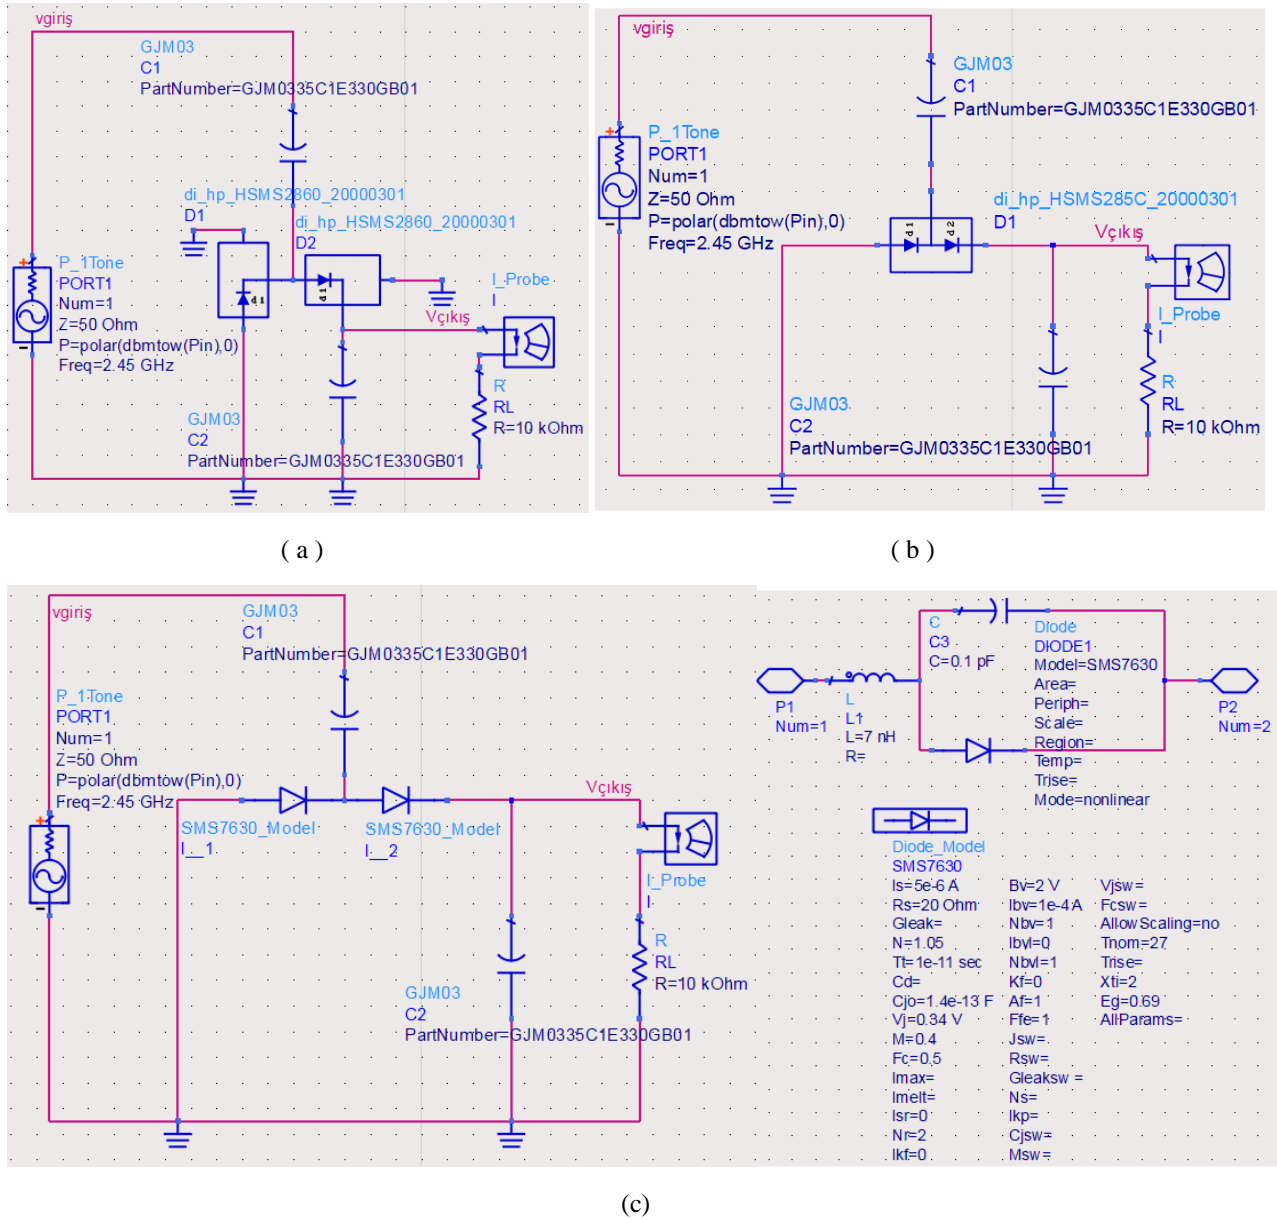 vgiriş
GJM03
C1
PartNumber=GJM0335C1E330GB01
di_hp_HSMS2860_20000301
D1
di_hp_HSMS2860_20000301
D2
d1
d1
P_1Tone
PORT1
Num=1
Z=50 Ohm
P=polar(dbmtow(Pin),0)
Freq=2.45 GHz
I_Probe
I
Vçıkış
R
RL
R=10 kOhm
GJM03
C2
PartNumber=GJM0335C1E330GB01
( a )
vgiriş
GJM03
C1
PartNumber=GJM0335C1E330GB01
P_1Tone
PORT1
Num=1
Z=50 Ohm
P=polar(dbmtow(Pin),0)
Freq=2.45 GHz
di_hp_HSMS285C_20000301
D1
d1 d2
Vçıkış
I_Probe
I
R
RL
R=10 kOhm
GJM03
C2
PartNumber=GJM0335C1E330GB01
( b )
vgiriş
GJM03
C1
PartNumber=GJM0335C1E330GB01
P_1Tone
PORT1
Num=1
Z=50 Ohm
P=polar(dbmtow(Pin),0)
Freq=2.45 GHz
SMS7630_Model
I__1
SMS7630_Model
I__2
Vçıkış
I_Probe
I
R
RL
R=10 kOhm
GJM03
C2
PartNumber=GJM0335C1E330GB01
P1
Num=1
L
L1
L=7 nH
R=
C
C3
C=0.1 pF
Diode
DIODE1
Model=SMS7630
Area=
Periph=
Scale=
Region=
Temp=
Trise=
Mode=nonlinear
P2
Num=2
Diode_Model
SMS7630
Is=5e-6 A
Rs=20 Ohm
Gleak=
N=1.05
Tt=1e-11 sec
Cd=
Cjo=1.4e-13 F
Vj=0.34 V
M=0.4
Fc=0.5
Imax=
Imelt=
Isr=0
Nr=2
Ikf=0
Bv=2 V
Ibv=1e-4 A
Nbv=1
Ibvl=0
Nbvl=1
Kf=0
Af=1
Ffe=1
Jsw=
Rsw=
Gleaksw =
Ns=
Ikp=
Cjsw=
Msw=
Vjsw=
Fcsw=
AllowScaling=no
Tnom=27
Trise=
Xti=2
Eg=0.69
AllParams=
(c)